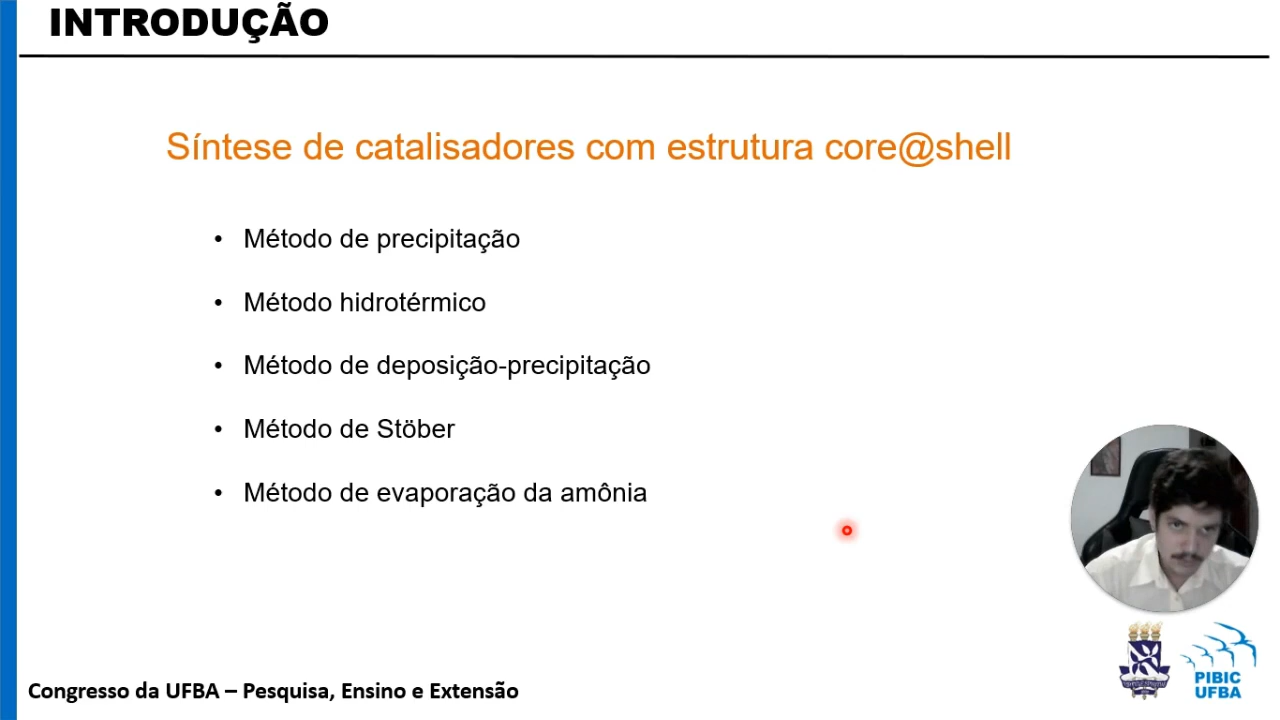 INTRODUÇÃO
Síntese de catalisadores com estrutura core@shell
• Método de precipitação
• Método hidrotérmico
• Método de deposição-precipitação
• Método de Stöber
• Método de evaporação da amônia
PIBIC
UFBA
Congresso da UFBA – Pesquisa, Ensino e Extensão